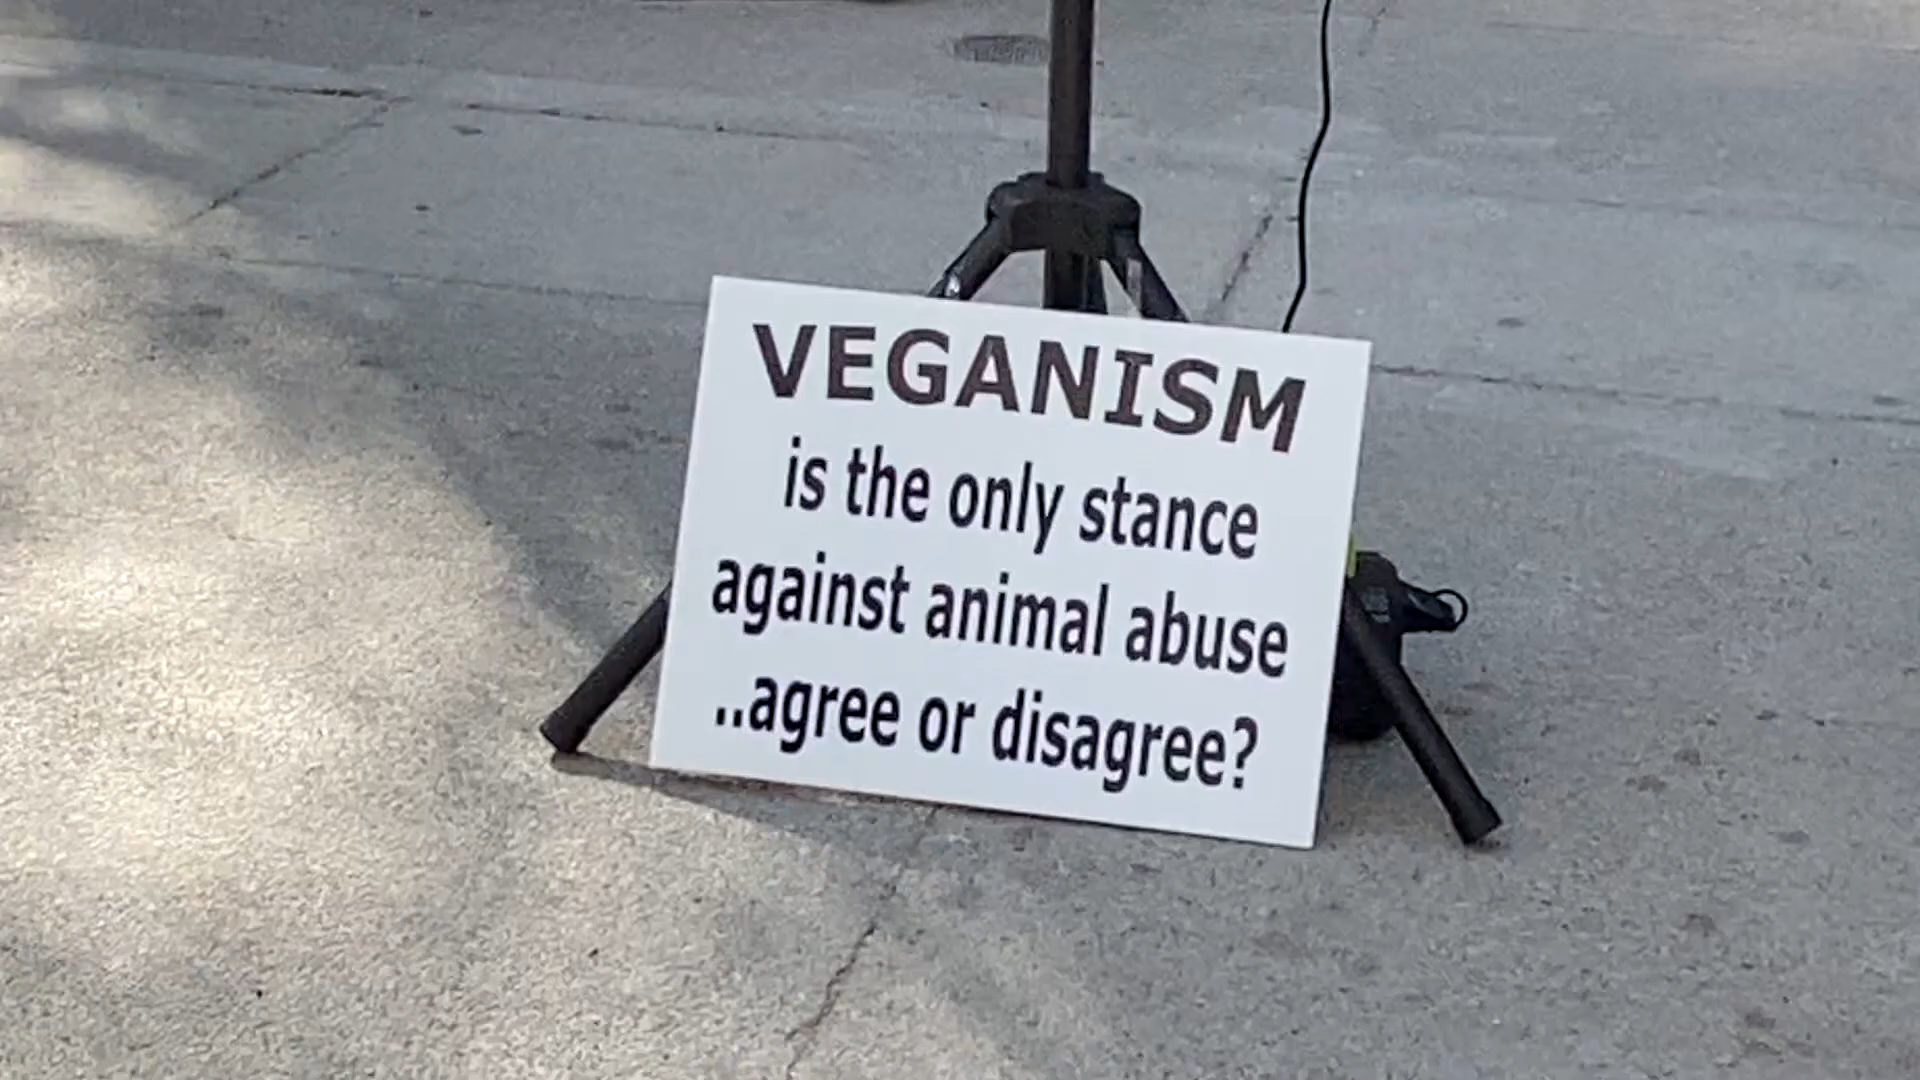 VEGANISM
is the only stance
against animal abuse
..agree or disagree?